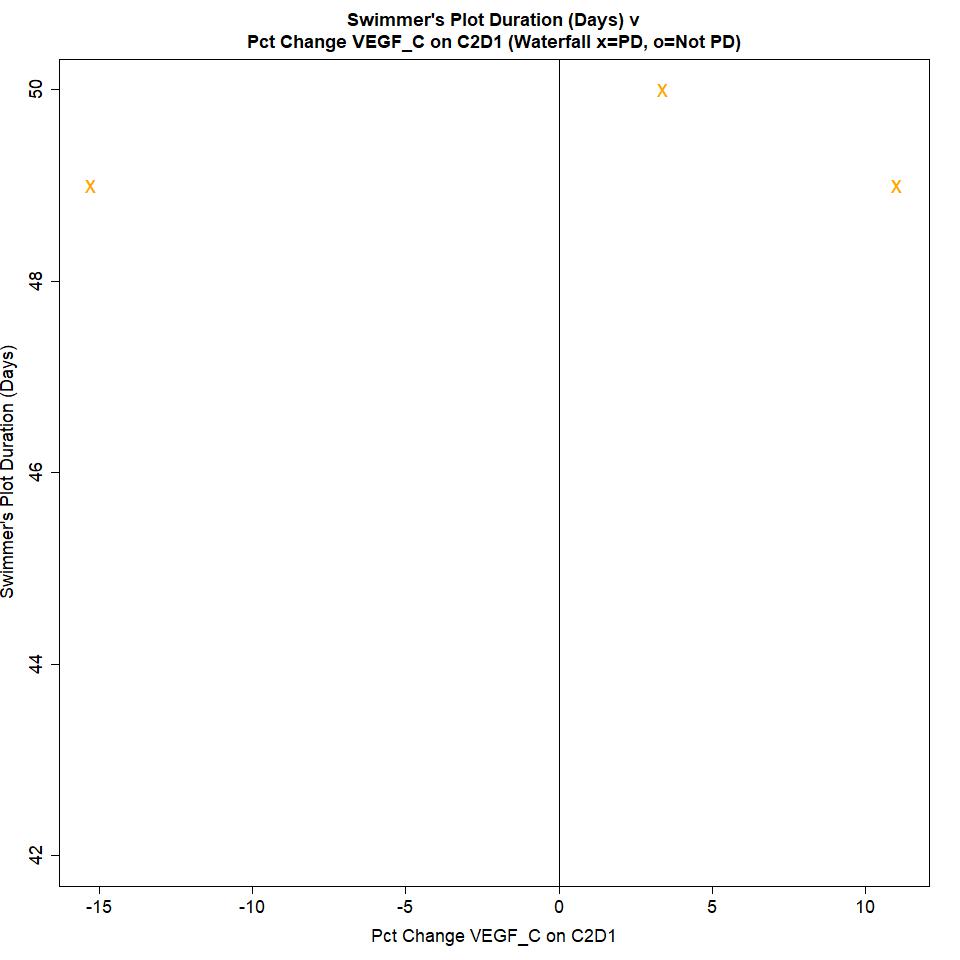 Swimmer's Plot Duration (Days) v
Pct Change VEGF_C on C2D1 (Waterfall x=PD, o=Not PD)
Swimmer's Plot Duration (Days)
50
48
46
44
42
X
X
X
-15
-10
-5
0
5
10
Pct Change VEGF_C on C2D1